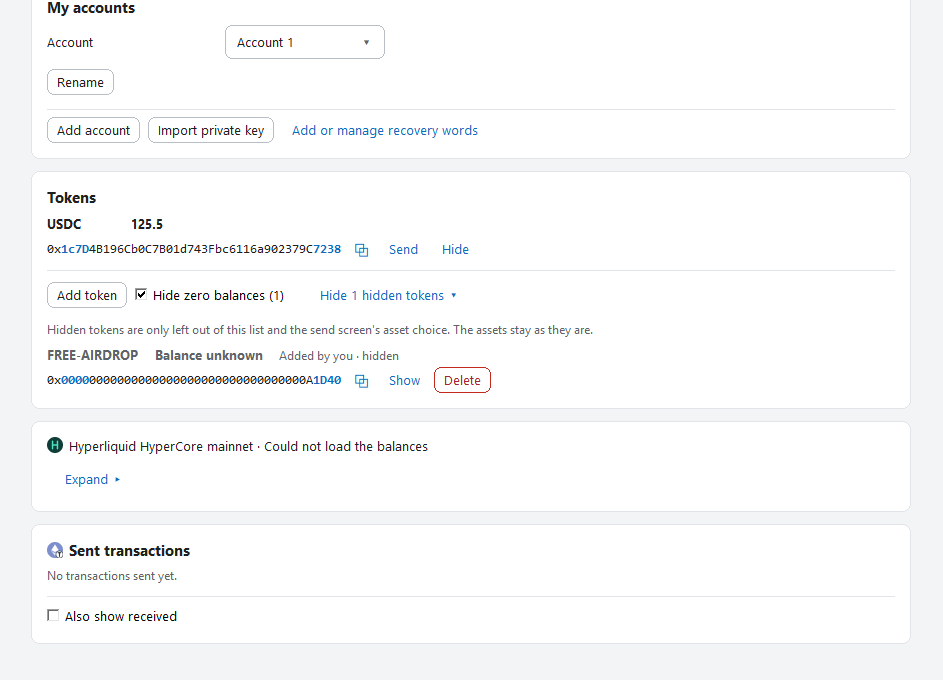 My accounts
Account
Account 1
Rename
Add account
Import private key
Add or manage recovery words
Tokens
USDC 125.5
0x1c7D4B196Cb0C7B01d743Fbc6116a902379C7238 Send Hide
Add token
Hide zero balances (1)
Hide 1 hidden tokens
Hidden tokens are only left out of this list and the send screen's asset choice. The assets stay as they are.
FREE-AIRDROP Balance unknown Added by you · hidden
0x000000000000000000000000000000000000A1D40 Show Delete
H Hyperliquid HyperCore mainnet · Could not load the balances
Expand
Sent transactions
No transactions sent yet.
Also show received